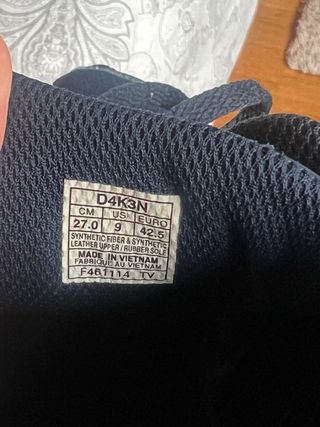 D4K3N
CM US EURO
27.0 9 42.5
SYNTHETIC FIBER & SYNTHETIC
LEATHER UPPER / RUBBER SOLE
MADE IN VIETNAM
FABRIQUE AU VIETNAM
F461114 TV